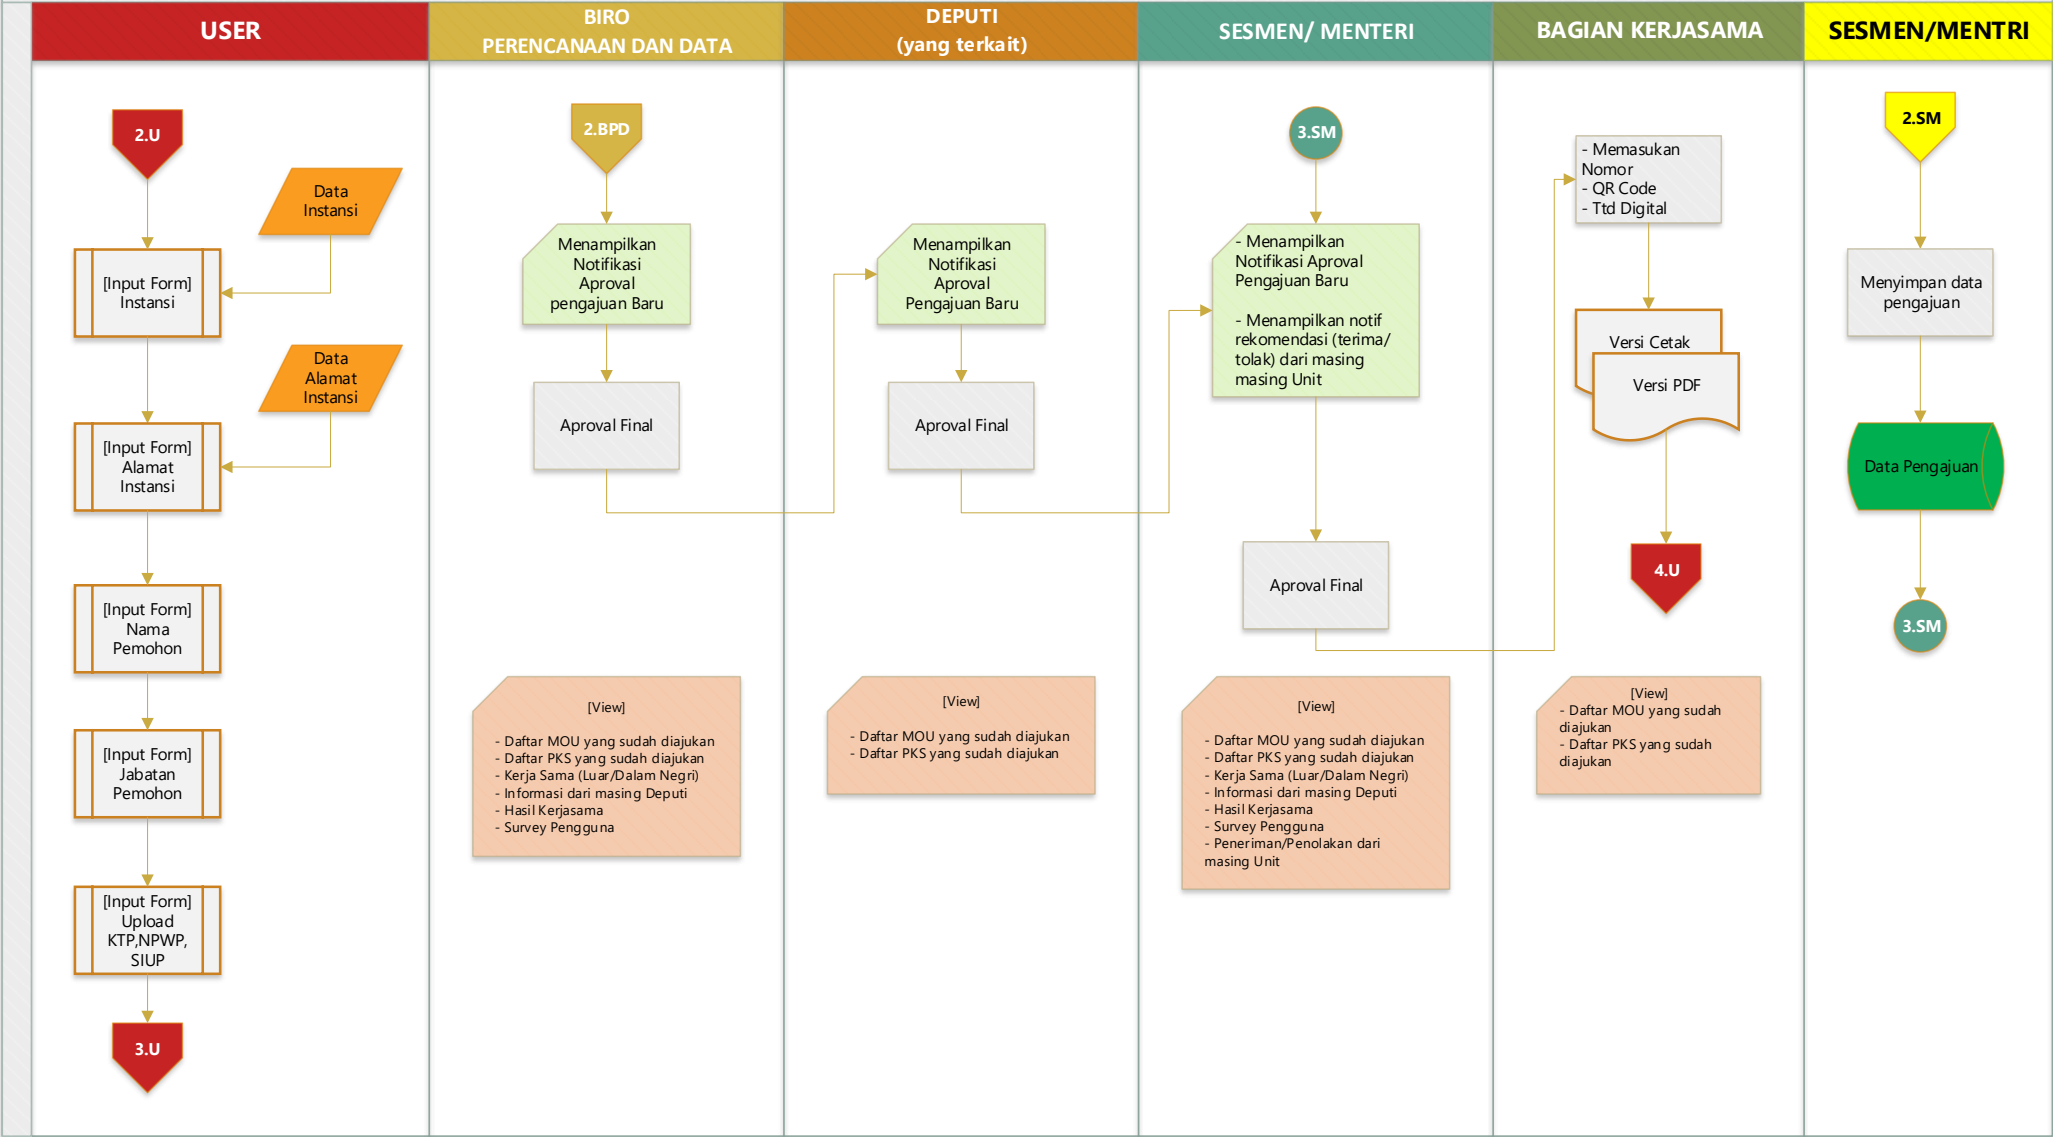 USER
BIRO
PERENCANAAN DAN DATA
DEPUTI
(yang terkait)
SESMEN/ MENTERI
BAGIAN KERJASAMA
SESMEN/MENTRI
2.U
Data
Instansi
[Input Form]
Instansi
Data
Alamat
Instansi
[Input Form]
Alamat
Instansi
[Input Form]
Nama
Pemohon
[Input Form]
Jabatan
Pemohon
[Input Form]
Upload
KTP,NPWP,
SIUP
3.U
2.BPD
Menampilkan
Notifikasi
Aproval
pengajuan Baru
Aproval Final
[View]
- Daftar MOU yang sudah diajukan
- Daftar PKS yang sudah diajukan
- Kerja Sama (Luar/Dalam Negri)
- Informasi dari masing Deputi
- Hasil Kerjasama
- Survey Pengguna
Menampilkan
Notifikasi
Aproval
Pengajuan Baru
Aproval Final
[View]
- Daftar MOU yang sudah diajukan
- Daftar PKS yang sudah diajukan
3.SM
- Menampilkan
Notifikasi Aproval
Pengajuan Baru
- Menampilkan notif
rekomendasi (terima/
tolak) dari masing
masing Unit
Aproval Final
[View]
- Daftar MOU yang sudah diajukan
- Daftar PKS yang sudah diajukan
- Kerja Sama (Luar/Dalam Negri)
- Informasi dari masing Deputi
- Hasil Kerjasama
- Survey Pengguna
- Peneriman/Penolakan dari
masing Unit
- Memasukan
Nomor
- QR Code
- Ttd Digital
Versi Cetak
Versi PDF
4.U
[View]
- Daftar MOU yang sudah
diajukan
- Daftar PKS yang sudah
diajukan
2.SM
Menyimpan data
pengajuan
Data Pengajuan
3.SM